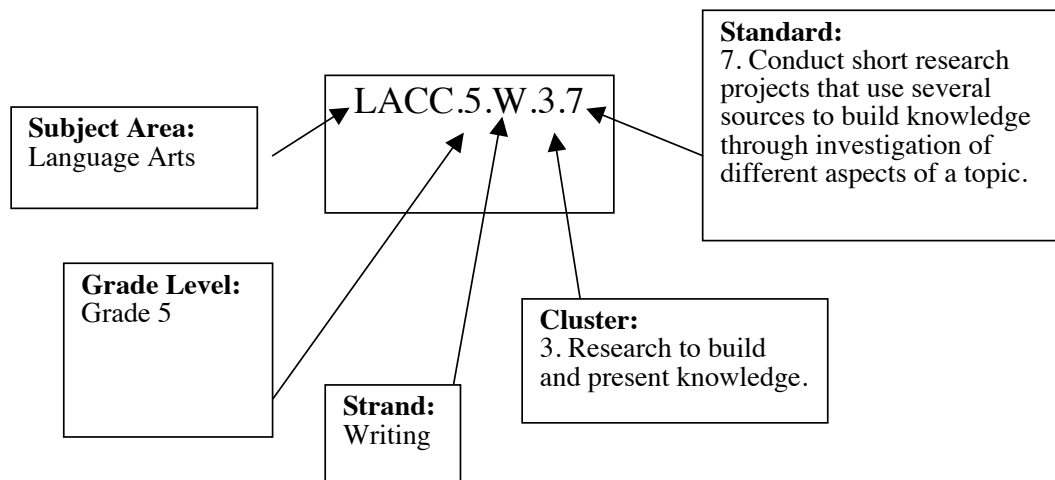 LACC.5.W.3.7
Subject Area:
Language Arts
Standard:
7. Conduct short research
projects that use several
sources to build knowledge
through investigation of
different aspects of a topic.
Grade Level:
Grade 5
Strand:
Writing
Cluster:
3. Research to build
and present knowledge.